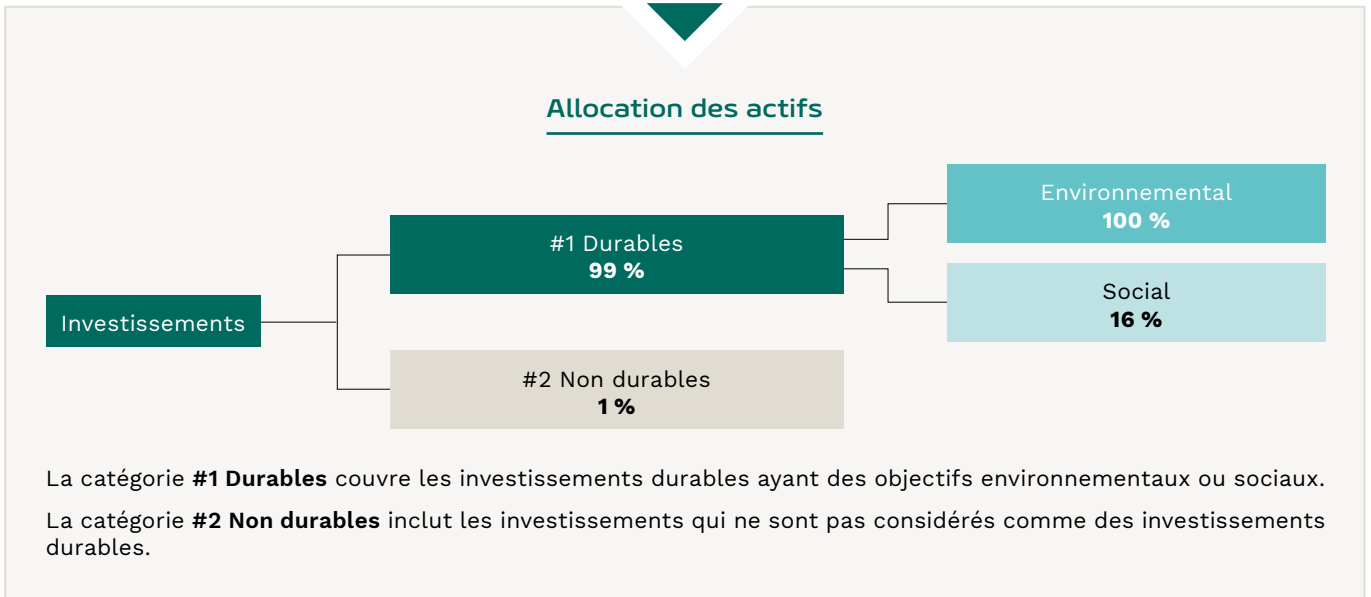 Allocation des actifs
Environnemental
100 %
#1 Durables
99 %
Social
16 %
Investissements
#2 Non durables
1 %
La catégorie #1 Durables couvre les investissements durables ayant des objectifs environnementaux ou sociaux.
La catégorie #2 Non durables inclut les investissements qui ne sont pas considérés comme des investissements
durables.